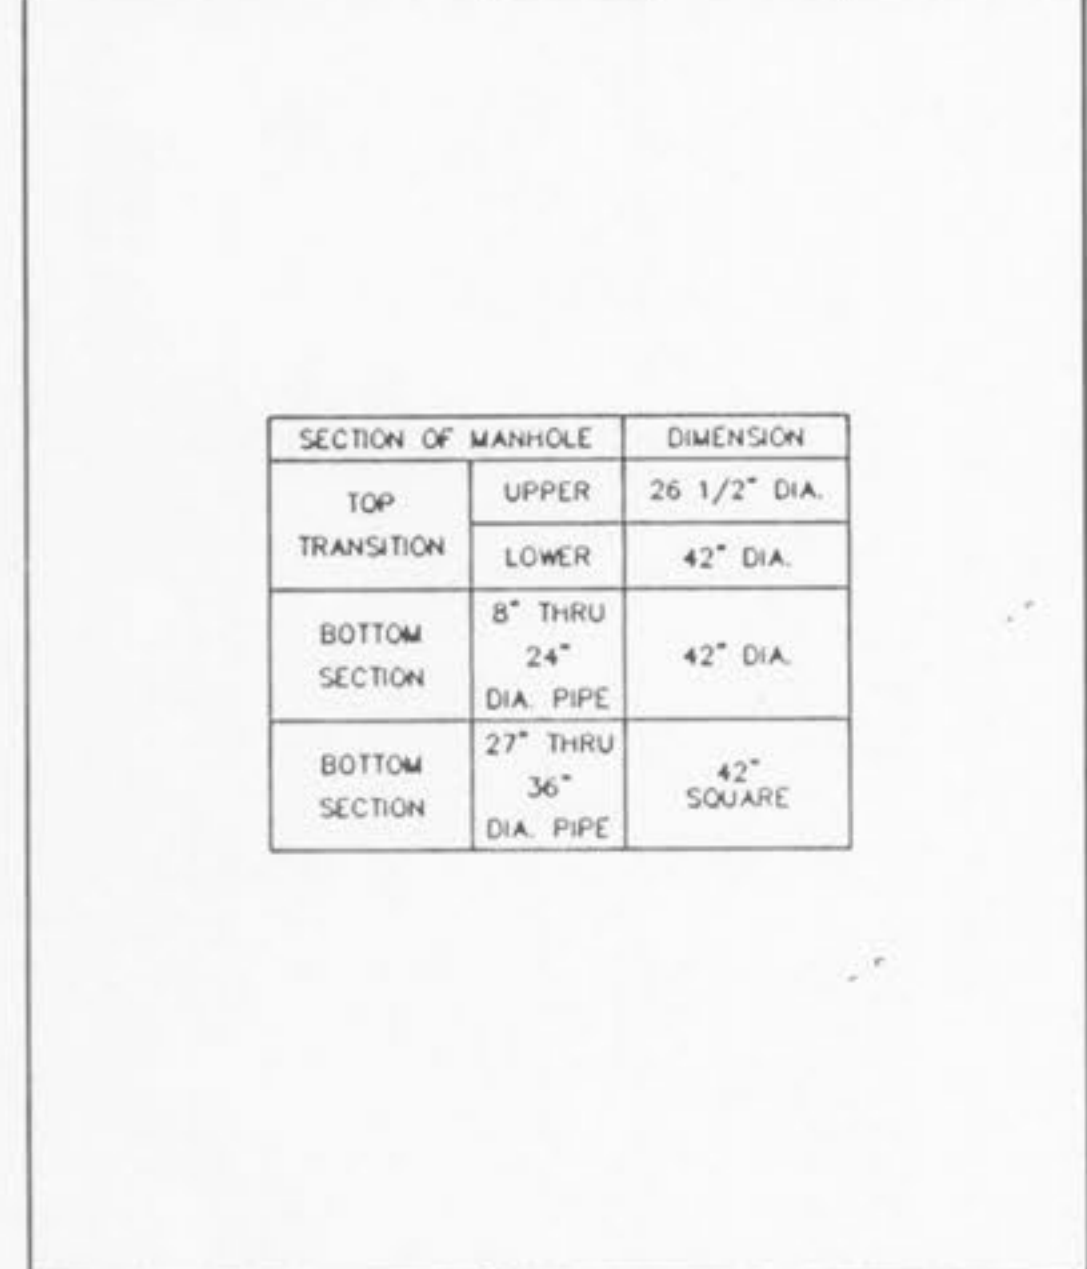 SECTION OF MANHOLE DIMENSION
TOP
TRANSITION
UPPER 26 1/2" DIA.
LOWER 42" DIA.
BOTTOM
SECTION
8" THRU
24"
DIA. PIPE
42" DIA.
BOTTOM
SECTION
27" THRU
36"
DIA. PIPE
42"
SQUARE